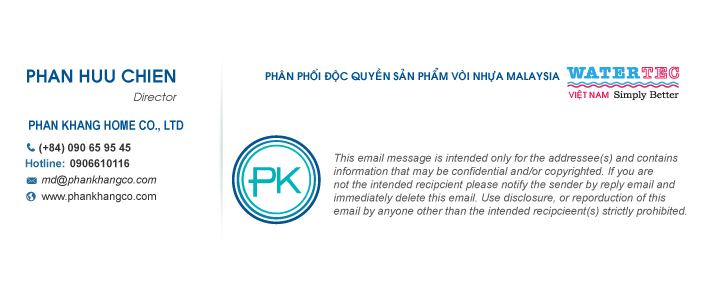 PHAN HUU CHIEN
Director
PHAN KHANG HOME CO., LTD
(+84) 090 65 95 45
Hotline: 0906610116
md@phankhangco.com
www.phankhangco.com
PHÂN PHỐI ĐỘC QUYỀN SẢN PHẨM VÒI NHỰA MALAYSIA
WATERTEC
VIỆT NAM Simply Better
PK
This email message is intended only for the addressee(s) and contains
information that may be confidential and/or copyrighted. If you are
not the intended recipcient please notify the sender by reply email and
immediately delete this email. Use disclosure, or reporduction of this
email by anyone other than the intended recipcieent(s) strictly prohibited.